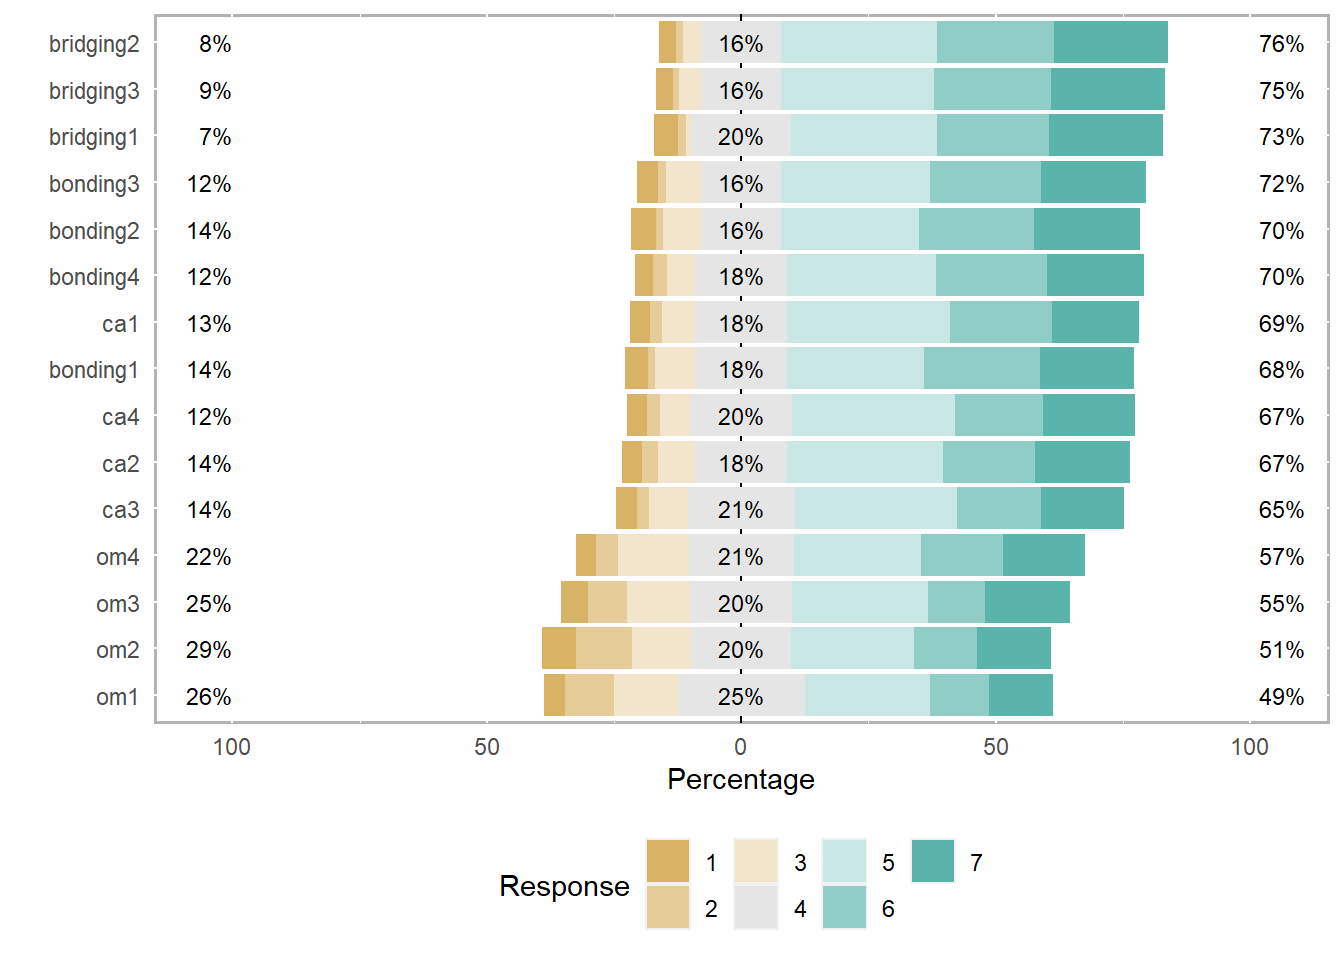 bridging2 8% 16% 76%
bridging3 9% 16% 75%
bridging1 7% 20% 73%
bonding3 12% 16% 72%
bonding2 14% 16% 70%
bonding4 12% 18% 70%
ca1 13% 18% 69%
bonding1 14% 18% 68%
ca4 12% 20% 67%
ca2 14% 18% 67%
ca3 14% 21% 65%
om4 22% 21% 57%
om3 25% 20% 55%
om2 29% 20% 51%
om1 26% 25% 49%
100 50 0 50 100
Percentage
Response
1 3 5 7
2 4 6